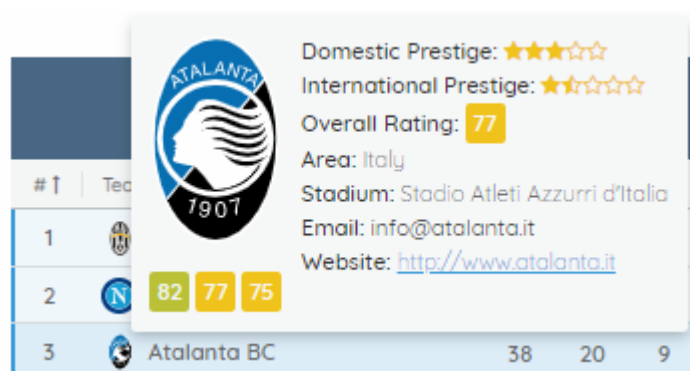 Domestic Prestige:
International Prestige:
Overall Rating: 77
Area: Italy
Stadium: Stadio Atleti Azzurri d'Italia
Email: info@atalanta.it
Website: http://www.atalanta.it
ATALANTA
1907
82 77 75
#↑ Tea
1
2 N
3 Atalanta BC 38 20 9